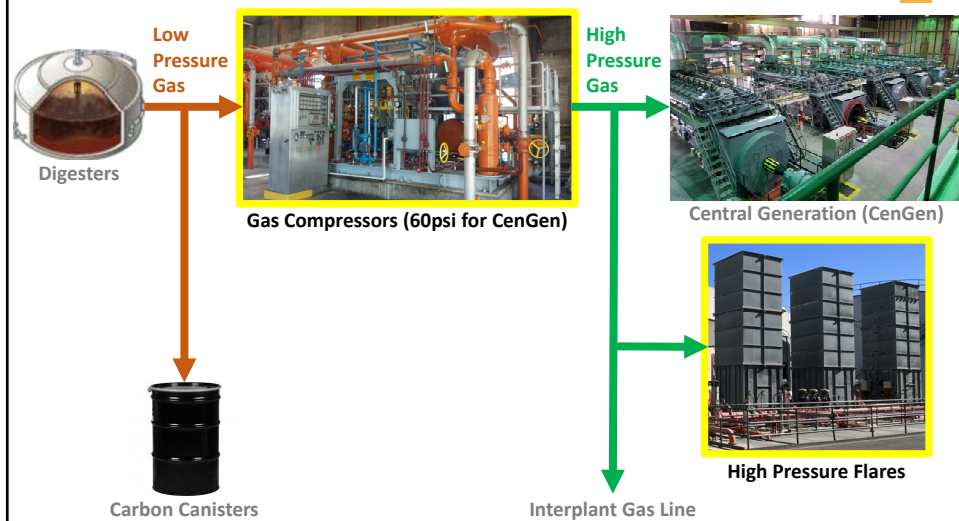 Low
Pressure
Gas
High
Pressure
Gas
Digesters
Gas Compressors (60psi for CenGen)
Central Generation (CenGen)
High Pressure Flares
Carbon Canisters
Interplant Gas Line